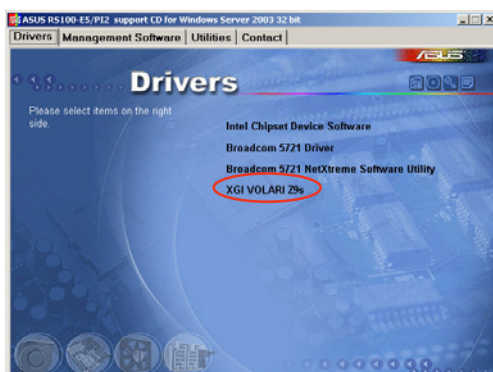 ASUS RS100-E5/PI2 support CD for Windows Server 2003 32 bit
Drivers Management Software Utilities Contact
ASUS
Drivers
Please select items on the right side.
Intel Chipset Device Software
Broadcom 5721 Driver
Broadcom 5721 NetXtreme Software Utility
XGI VOLARI Z9s